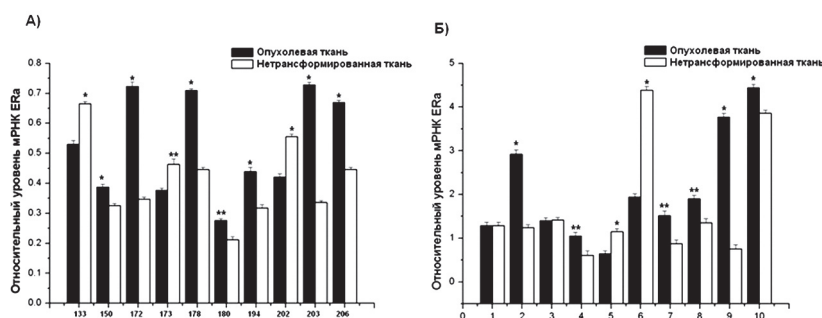 А)
Опухолевая ткань
Нетрансформированная ткань
Относительный уровень мРНК ERa
0.8
0.7
0.6
0.5
0.4
0.3
0.2
0.1
0.0
* * * ** * ** * * * *
133 150 172 173 178 180 194 202 203 206
Б)
Опухолевая ткань
Нетрансформированная ткань
Относительный уровень мРНК ERa
5
4
3
2
1
0
* ** * * ** ** * *
0 1 2 3 4 5 6 7 8 9 10